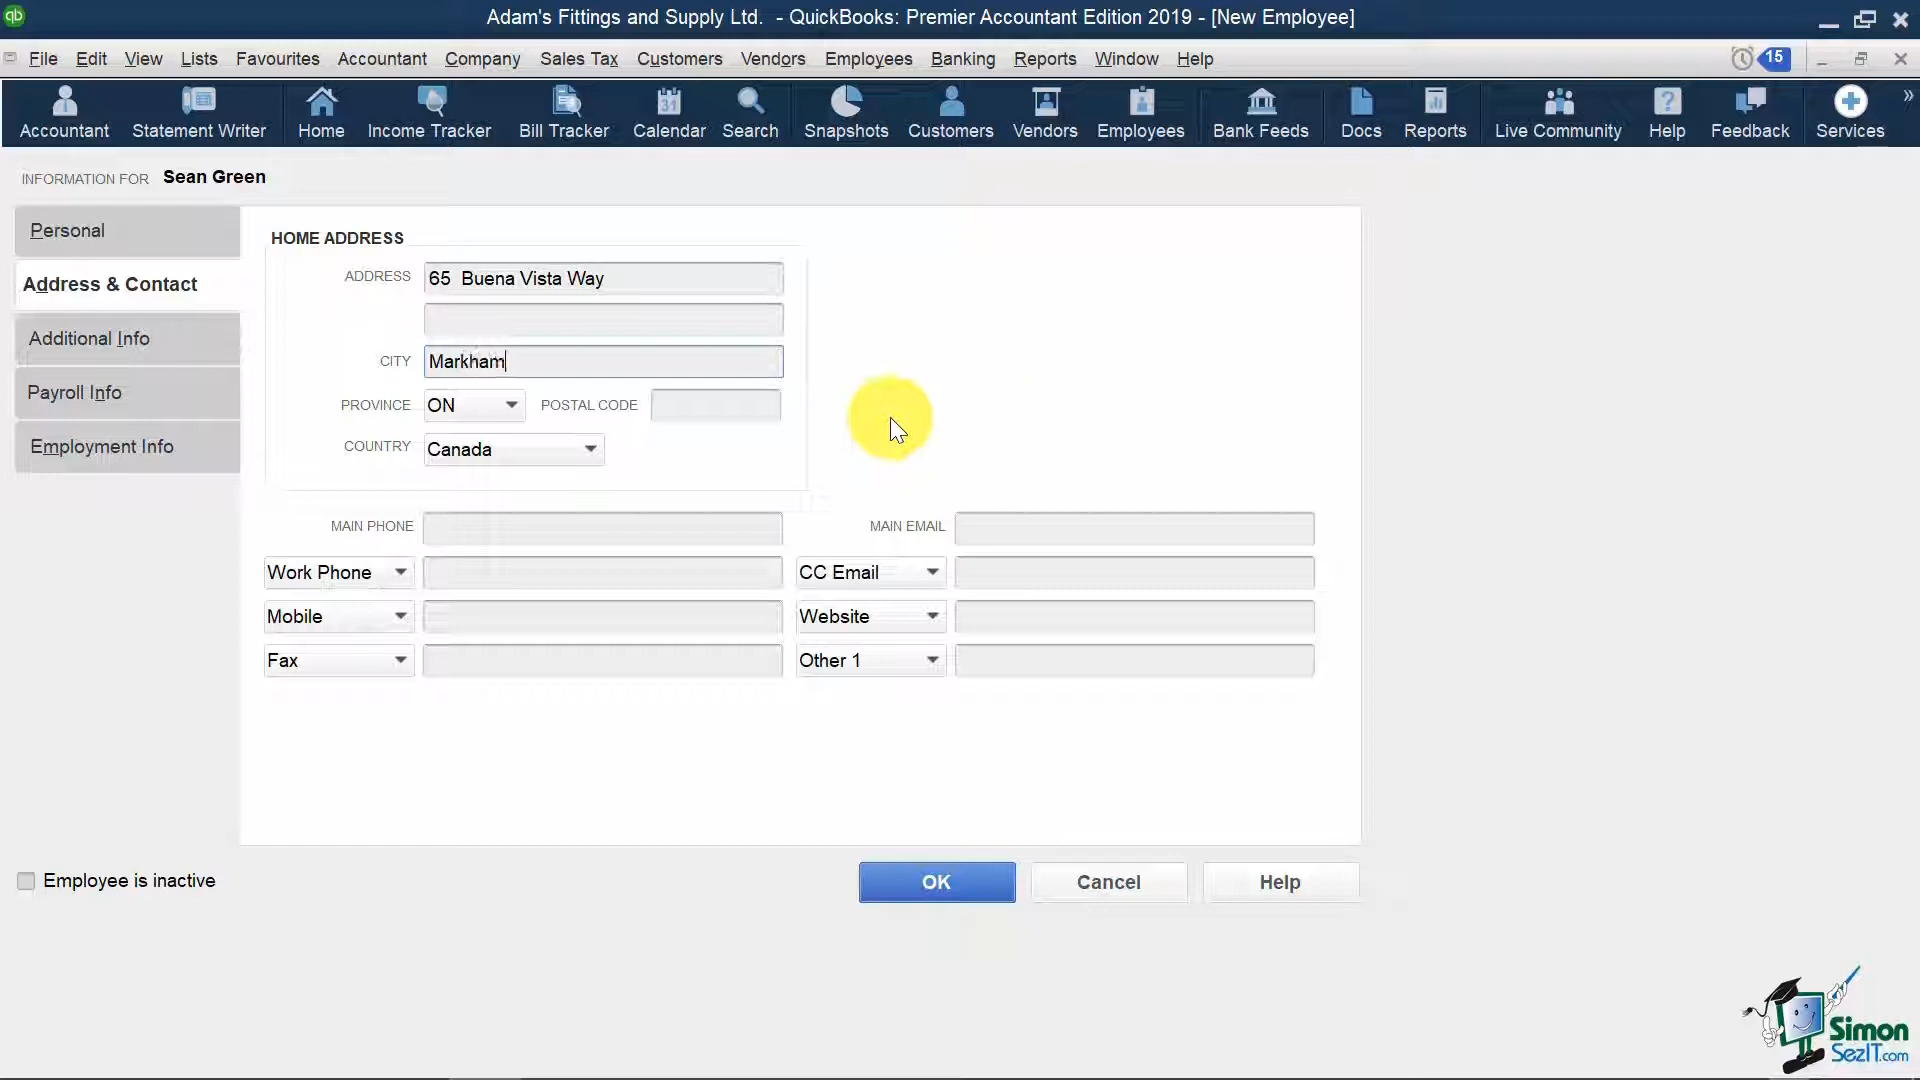 qb
Adam's Fittings and Supply Ltd. - QuickBooks: Premier Accountant Edition 2019 - [New Employee]
File Edit View Lists Favourites Accountant Company Sales Tax Customers Vendors Employees Banking Reports Window Help 15
Accountant Statement Writer Home Income Tracker Bill Tracker 31 Calendar Search Snapshots Customers Vendors Employees Bank Feeds Docs Reports Live Community ? Help Feedback Services »
INFORMATION FOR Sean Green
Personal
Address & Contact
Additional Info
Payroll Info
Employment Info
HOME ADDRESS
ADDRESS 65  Buena Vista Way
CITY Markham
PROVINCE ON POSTAL CODE
COUNTRY Canada
MAIN PHONE MAIN EMAIL
Work Phone CC Email
Mobile Website
Fax Other 1
Employee is inactive OK Cancel Help
Simon
SezIT.com